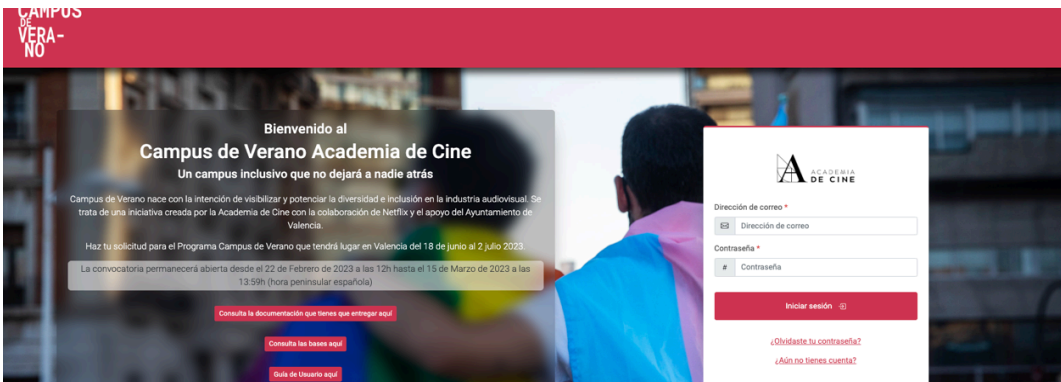 CAMPUS
DE
VERA-
NO
Bienvenido al
Campus de Verano Academia de Cine
Un campus inclusivo que no dejará a nadie atrás
Campus de Verano nace con la intención de visibilizar y potenciar la diversidad e inclusión en la industria audiovisual. Se
trata de una iniciativa creada por la Academia de Cine con la colaboración de Netflix y el apoyo del Ayuntamiento de
Valencia.
Haz tu solicitud para el Programa Campus de Verano que tendrá lugar en Valencia del 18 de junio al 2 julio 2023.
La convocatoria permanecerá abierta desde el 22 de Febrero de 2023 a las 12h hasta el 15 de Marzo de 2023 a las
13:59h (hora peninsular española)
Consulta la documentación que tienes que entregar aquí
Consulta las bases aquí
Guía de Usuario aquí
ACADEMIA
DE CINE
Dirección de correo *
Dirección de correo
Contraseña *
# Contraseña
Iniciar sesión
¿Olvidaste tu contraseña?
¿Aún no tienes cuenta?